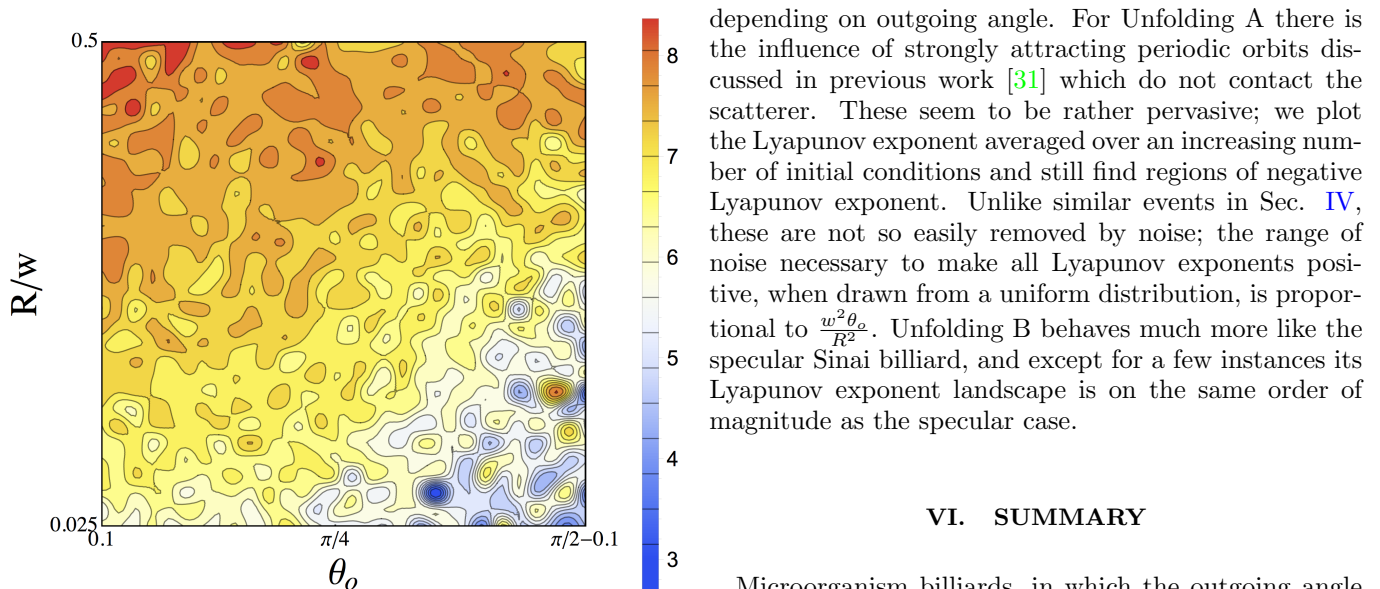 0.5
R/w
0.025
0.1
π/4
π/2−0.1
θo
8
7
6
5
4
3
depending on outgoing angle. For Unfolding A there is
the influence of strongly attracting periodic orbits dis-
cussed in previous work [31] which do not contact the
scatterer. These seem to be rather pervasive; we plot
the Lyapunov exponent averaged over an increasing num-
ber of initial conditions and still find regions of negative
Lyapunov exponent. Unlike similar events in Sec. IV,
these are not so easily removed by noise; the range of
noise necessary to make all Lyapunov exponents posi-
tive, when drawn from a uniform distribution, is propor-
tional to w²θo/R². Unfolding B behaves much more like the
specular Sinai billiard, and except for a few instances its
Lyapunov exponent landscape is on the same order of
magnitude as the specular case.
VI. SUMMARY
Microorganism billiards, in which the outgoing angle